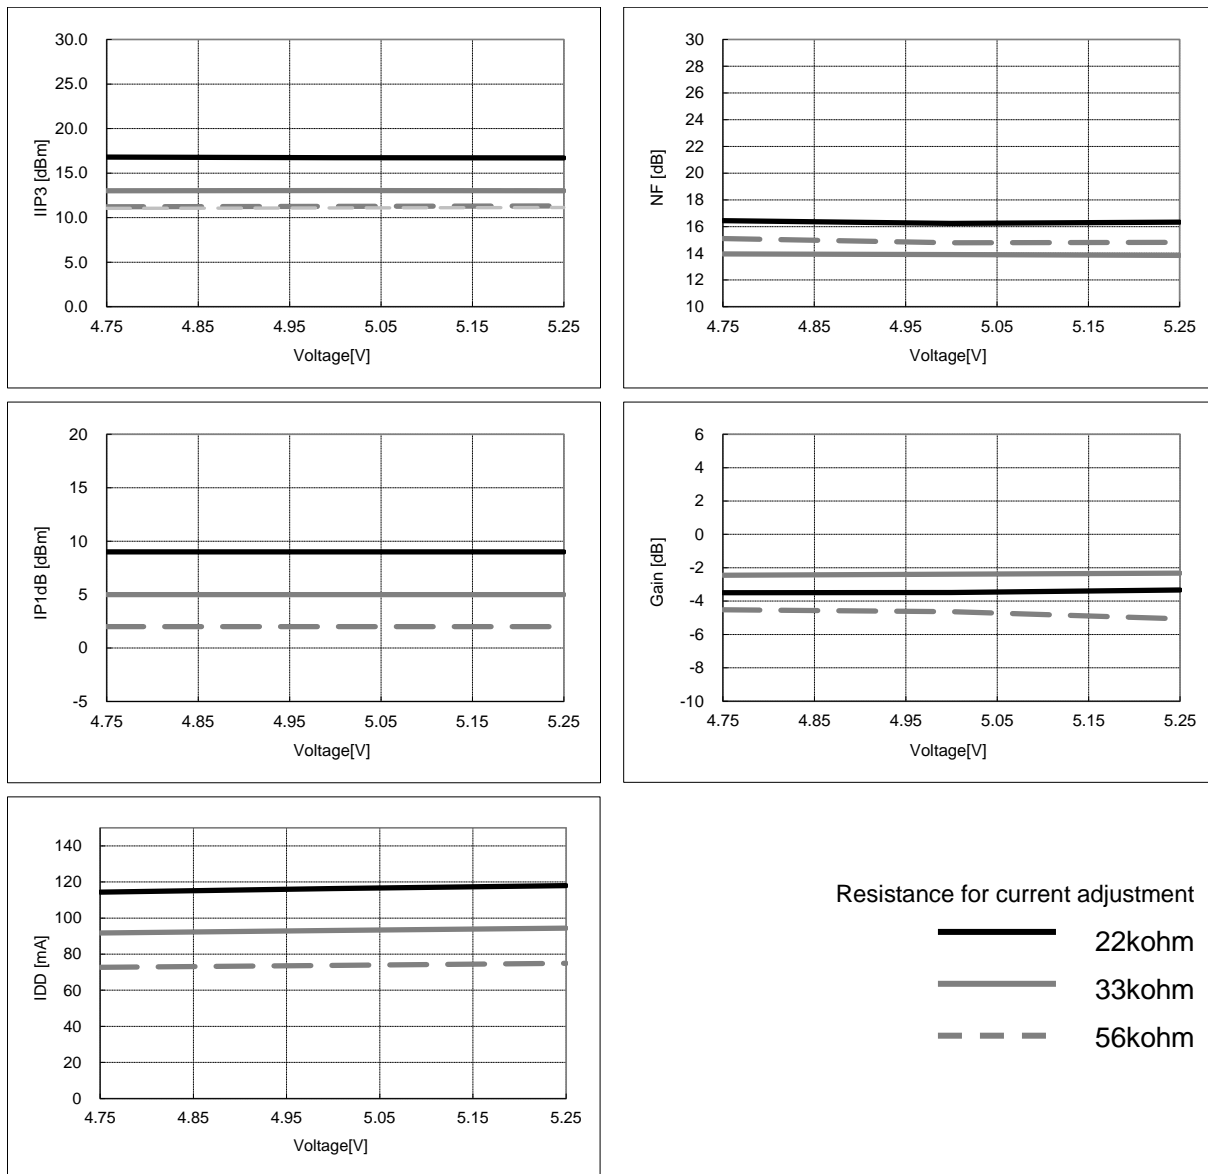 IIP3 [dBm]
30.0
25.0
20.0
15.0
10.0
5.0
0.0
4.75 4.85 4.95 5.05 5.15 5.25
Voltage[V]
NF [dB]
30
28
26
24
22
20
18
16
14
12
10
4.75 4.85 4.95 5.05 5.15 5.25
Voltage[V]
IP1dB [dBm]
20
15
10
5
0
-5
4.75 4.85 4.95 5.05 5.15 5.25
Voltage[V]
Gain [dB]
6
4
2
0
-2
-4
-6
-8
-10
4.75 4.85 4.95 5.05 5.15 5.25
Voltage[V]
IDD [mA]
140
120
100
80
60
40
20
0
4.75 4.85 4.95 5.05 5.15 5.25
Voltage[V]
Resistance for current adjustment
22kohm
33kohm
56kohm